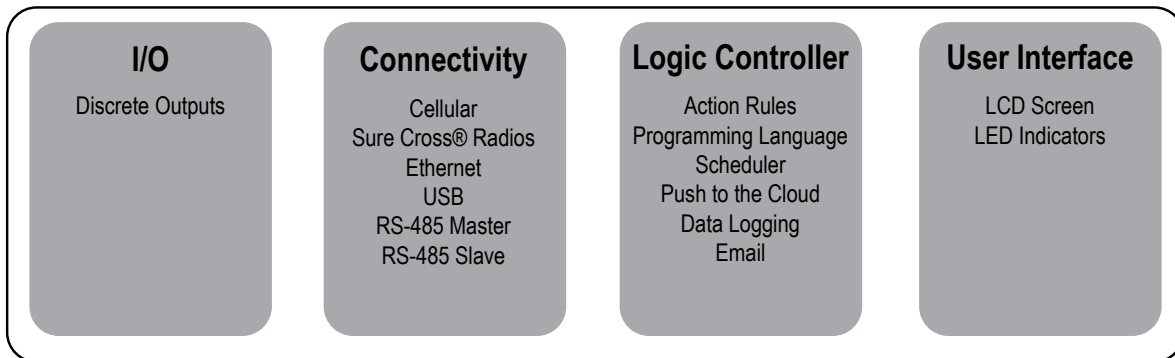 I/O
Discrete Outputs
Connectivity
Cellular
Sure Cross® Radios
Ethernet
USB
RS-485 Master
RS-485 Slave
Logic Controller
Action Rules
Programming Language
Scheduler
Push to the Cloud
Data Logging
Email
User Interface
LCD Screen
LED Indicators